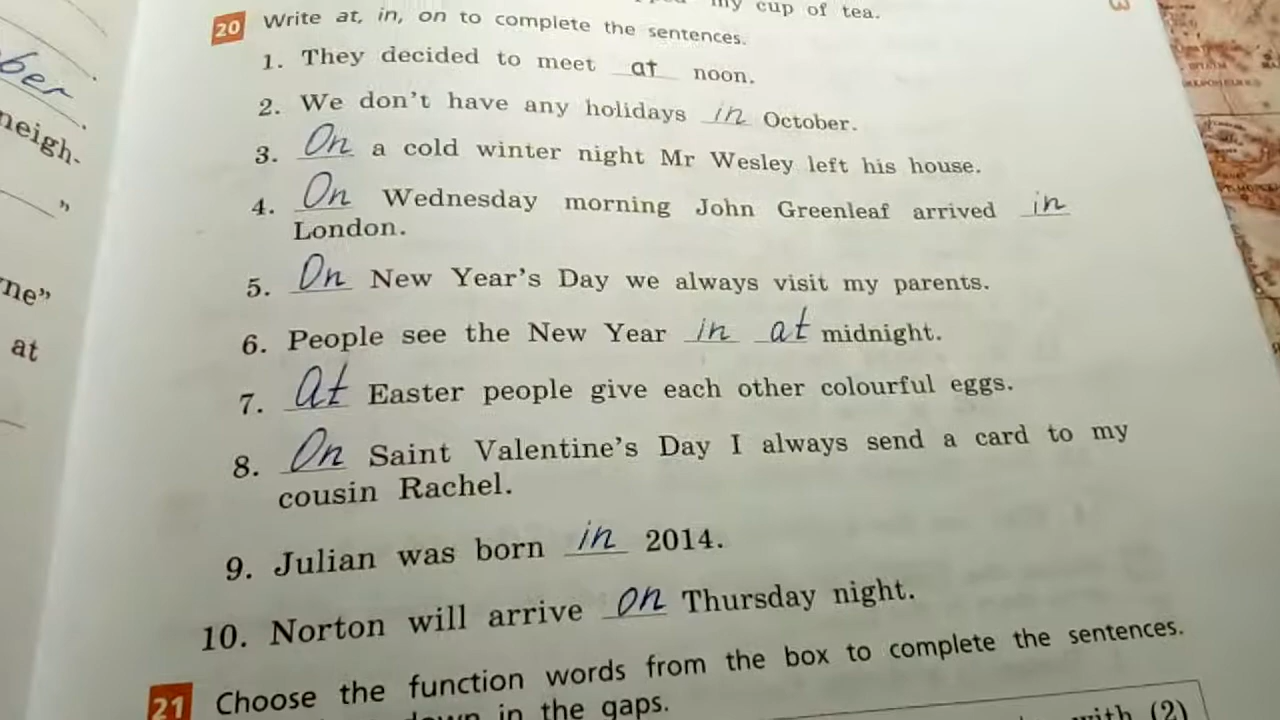 my cup of tea.
20 Write at, in, on to complete the sentences.
1. They decided to meet at noon.
2. We don't have any holidays in October.
3. On a cold winter night Mr Wesley left his house.
4. On Wednesday morning John Greenleaf arrived in
London.
5. On New Year's Day we always visit my parents.
6. People see the New Year in at midnight.
7. At Easter people give each other colourful eggs.
8. On Saint Valentine's Day I always send a card to my
cousin Rachel.
9. Julian was born in 2014.
10. Norton will arrive on Thursday night.
21 Choose the function words from the box to complete the sentences.
in the gaps.
with (2)
ber
neigh-
"
ne"
at